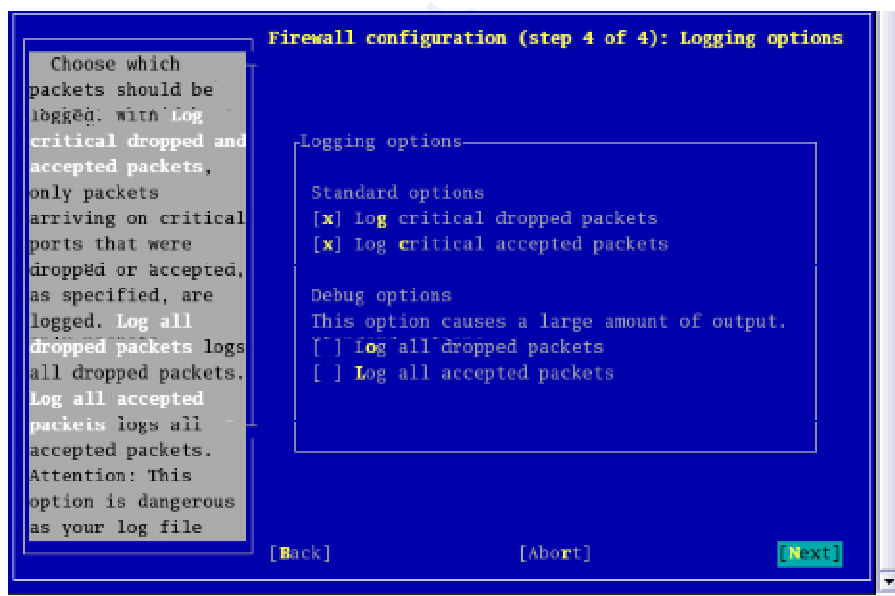 Firewall configuration (step 4 of 4): Logging options
Choose which
packets should be
logged. With Log
critical dropped and
accepted packets,
only packets
arriving on critical
ports that were
dropped or accepted,
as specified, are
logged. Log all
dropped packets logs
all dropped packets.
Log all accepted
packets logs all
accepted packets.
Attention: This
option is dangerous
as your log file
Logging options
Standard options
[x] Log critical dropped packets
[x] Log critical accepted packets
Debug options
This option causes a large amount of output.
[ ] Log all dropped packets
[ ] Log all accepted packets
[Back] [Abort] [Next]